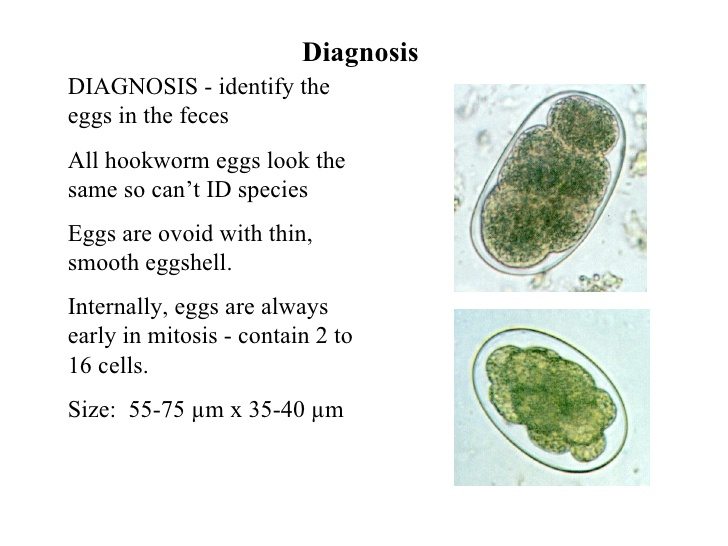 Diagnosis
DIAGNOSIS - identify the
eggs in the feces
All hookworm eggs look the
same so can’t ID species
Eggs are ovoid with thin,
smooth eggshell.
Internally, eggs are always
early in mitosis - contain 2 to
16 cells.
Size:  55-75 µm x 35-40 µm